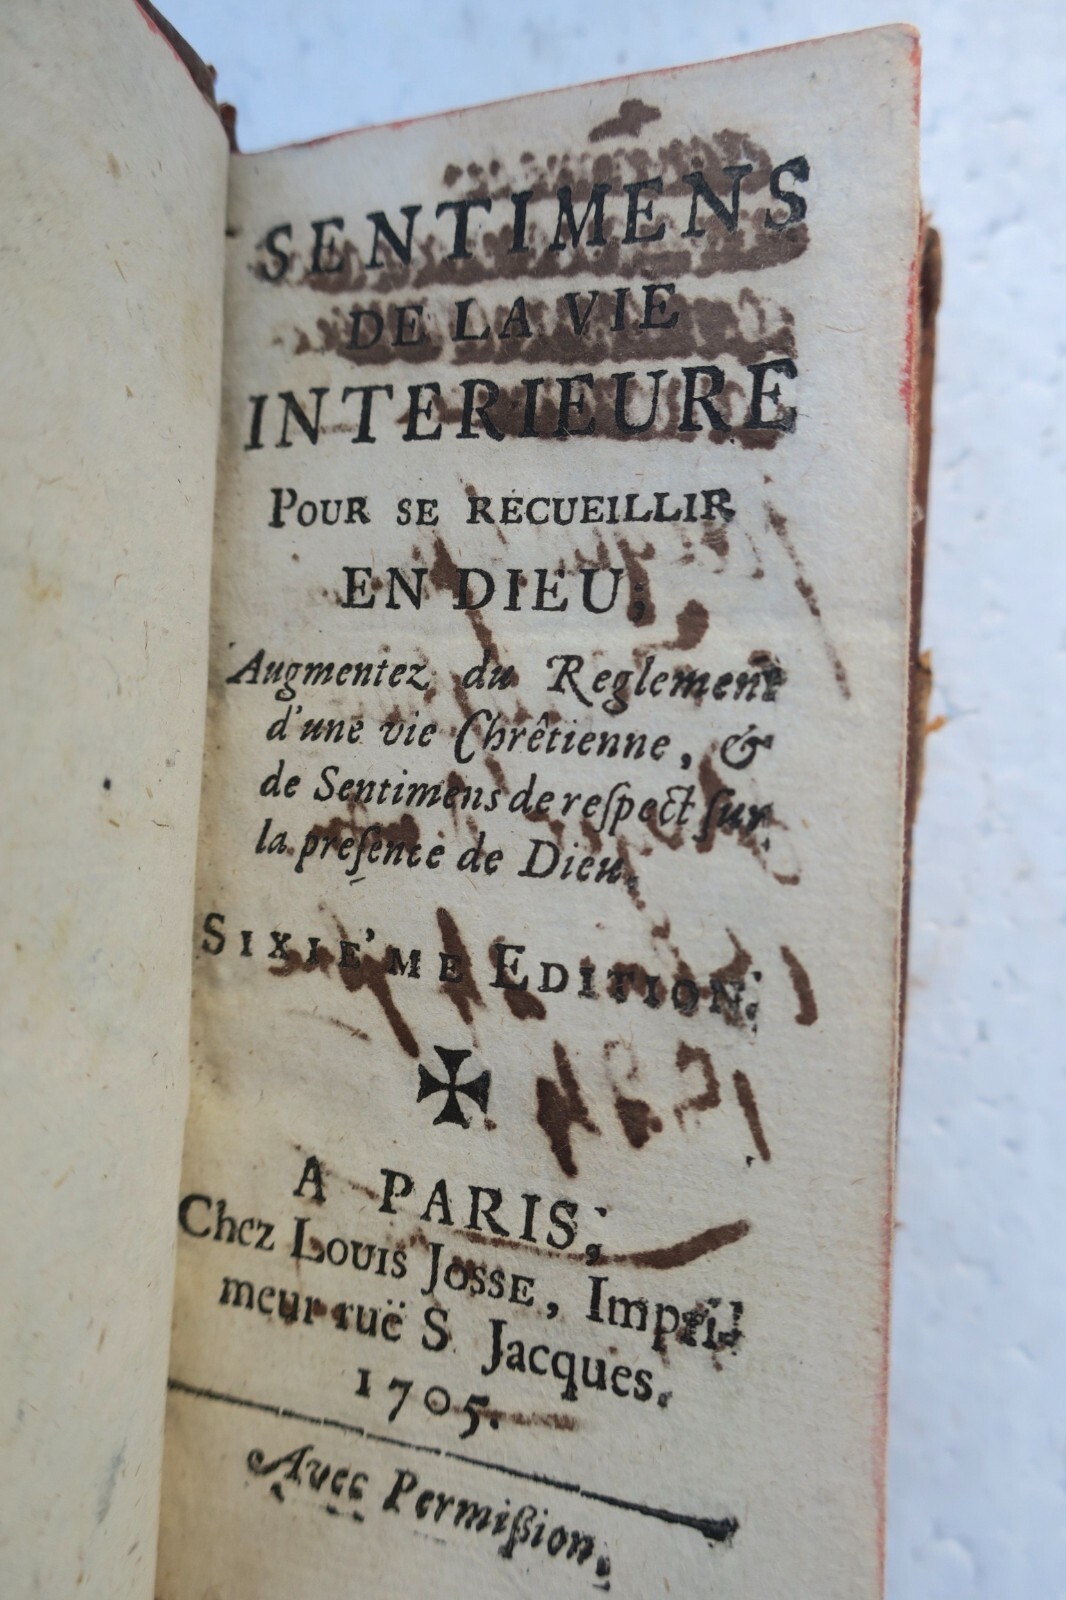 SENTIMENS
DE LA VIE
INTERIEURE
POUR SE RECUEILLIR
EN DIEU;
Augmentez du Reglement
d'une vie Chrêtienne, &
de Sentimens de reſpect ſur
la preſence de Dieu.
SIXIE'ME EDITION.
A PARIS;
Chez LOUIS JOSSE, Impri-
meur ruë S. Jacques.
1705.
Avec Permiſſion.